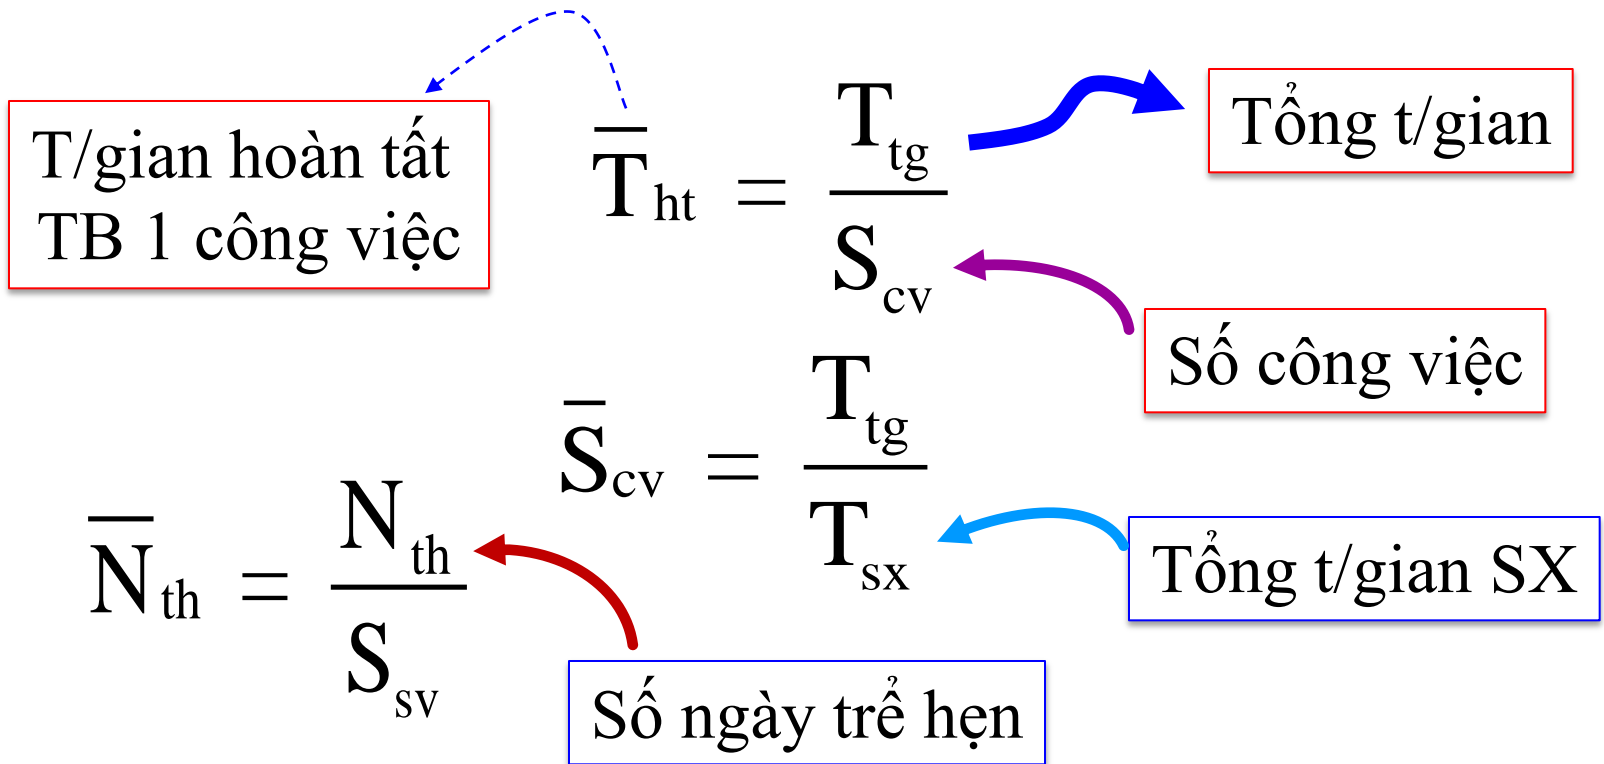 T/gian hoàn tất
TB 1 công việc
T̅ht = Ttg / Scv
Tổng t/gian
Số công việc
S̅cv = Ttg / Tsx
Tổng t/gian SX
N̅th = Nth / Ssv
Số ngày trể hẹn